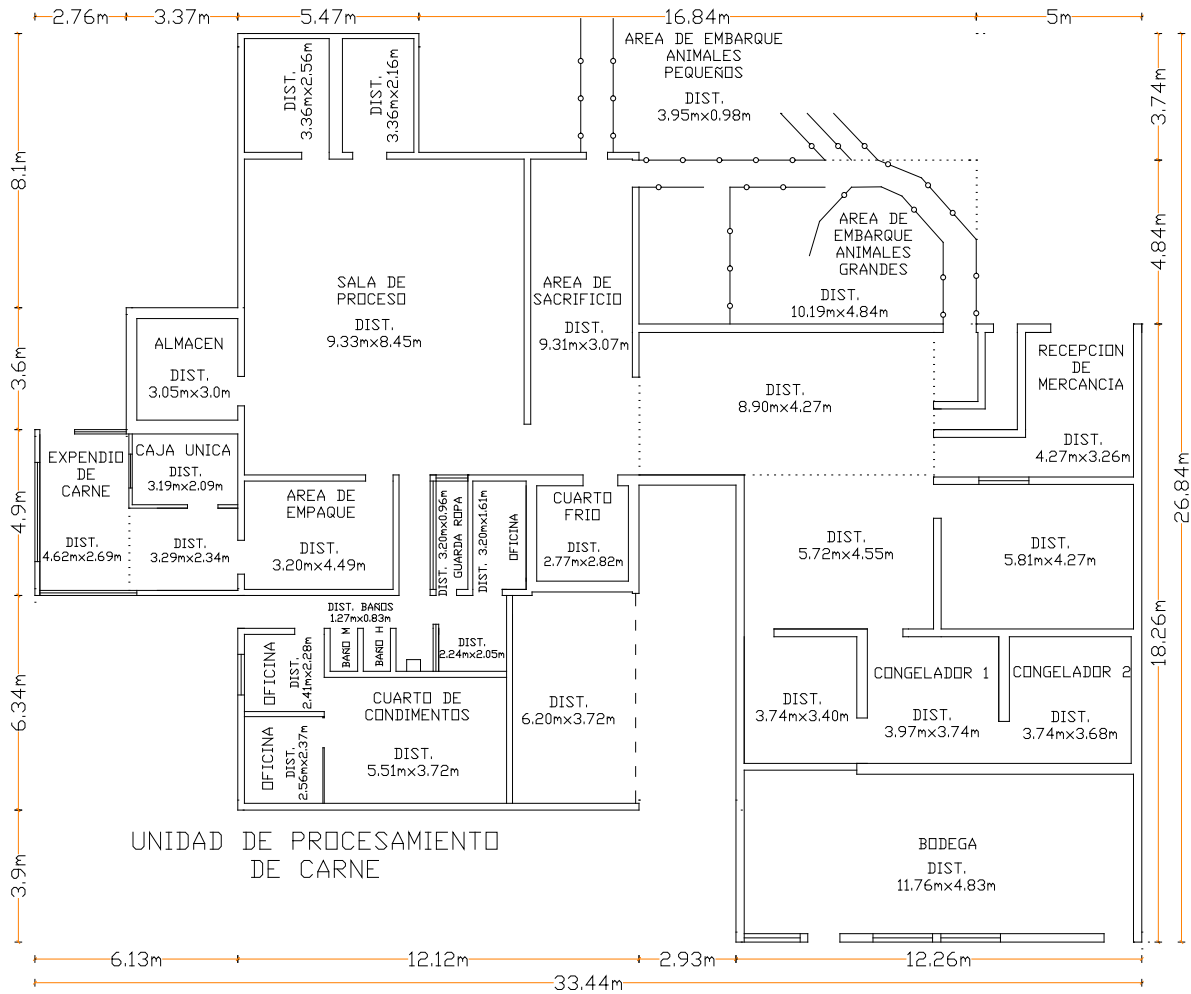 2.76m 3.37m 5.47m 16.84m 5m
8.1m
3.6m
4.9m
6.34m
3.9m
DIST.
3.36mx2.56m
DIST.
3.36mx2.16m
AREA DE EMBARQUE
ANIMALES
PEQUEÑOS
DIST.
3.95mx0.98m
3.74m
4.84m
26.84m
18.26m
AREA DE
EMBARQUE
ANIMALES
GRANDES
DIST.
10.19mx4.84m
SALA DE
PROCESO
DIST.
9.33mx8.45m
AREA DE
SACRIFICIO
DIST.
9.31mx3.07m
ALMACEN
DIST.
3.05mx3.0m
DIST.
8.90mx4.27m
RECEPCION
DE
MERCANCIA
DIST.
4.27mx3.26m
EXPENDIO
DE
CARNE
DIST.
4.62mx2.69m
CAJA UNICA
DIST.
3.19mx2.09m
DIST.
3.29mx2.34m
AREA DE
EMPAQUE
DIST.
3.20mx4.49m
DIST. 3.20mx0.96m
GUARDA ROPA
DIST. 3.20mx1.61m
OFICINA
CUARTO
FRIO
DIST.
2.77mx2.82m
DIST.
5.72mx4.55m
DIST.
5.81mx4.27m
DIST. BAÑOS
1.27mx0.83m
BAÑO M
BAÑO H
DIST.
2.24mx2.05m
OFICINA
DIST.
2.41mx2.28m
OFICINA
DIST.
2.56mx2.37m
CUARTO DE
CONDIMENTOS
DIST.
5.51mx3.72m
DIST.
6.20mx3.72m
DIST.
3.74mx3.40m
CONGELADOR 1
DIST.
3.97mx3.74m
CONGELADOR 2
DIST.
3.74mx3.68m
UNIDAD DE PROCESAMIENTO
DE CARNE
BODEGA
DIST.
11.76mx4.83m
6.13m 12.12m 2.93m 12.26m
33.44m